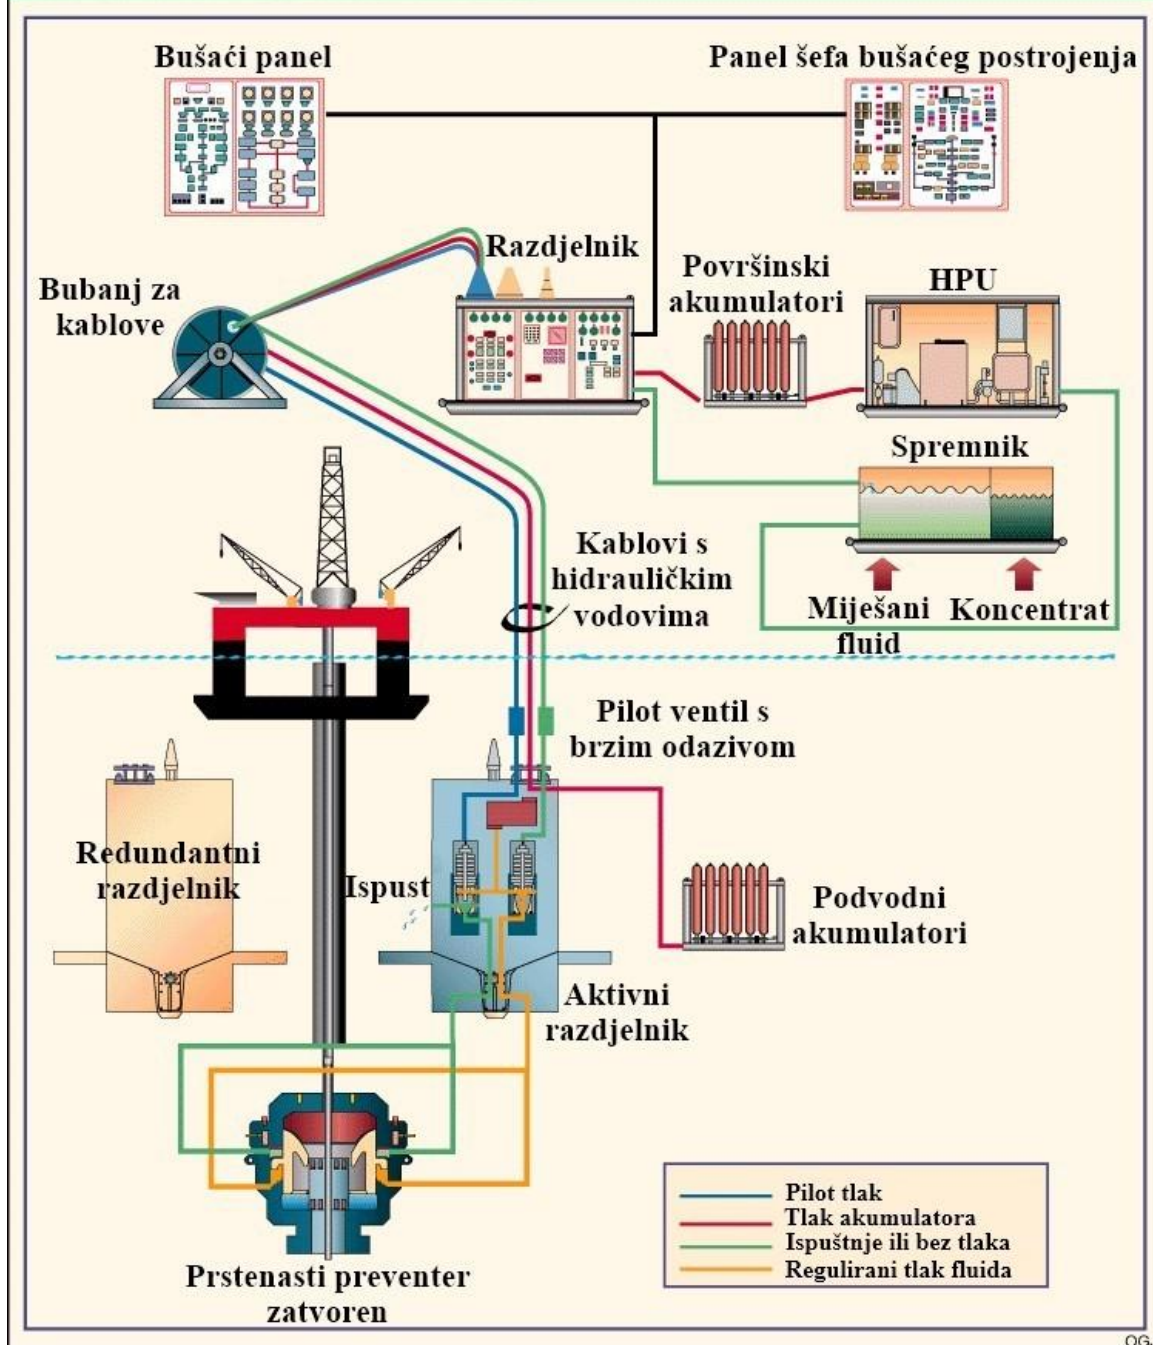 Bušaći panel
Panel šefa bušaćeg postrojenja
Razdjelnik
Površinski
akumulatori
HPU
Bubanj za
kablove
Spremnik
Kablovi s
hidrauličkim
vodovima
Miješani
fluid
Koncentrat
Pilot ventil s
brzim odazivom
Redundantni
razdjelnik
Ispust
Podvodni
akumulatori
Aktivni
razdjelnik
Prstenasti preventer
zatvoren
Pilot tlak
Tlak akumulatora
Ispuštnje ili bez tlaka
Regulirani tlak fluida